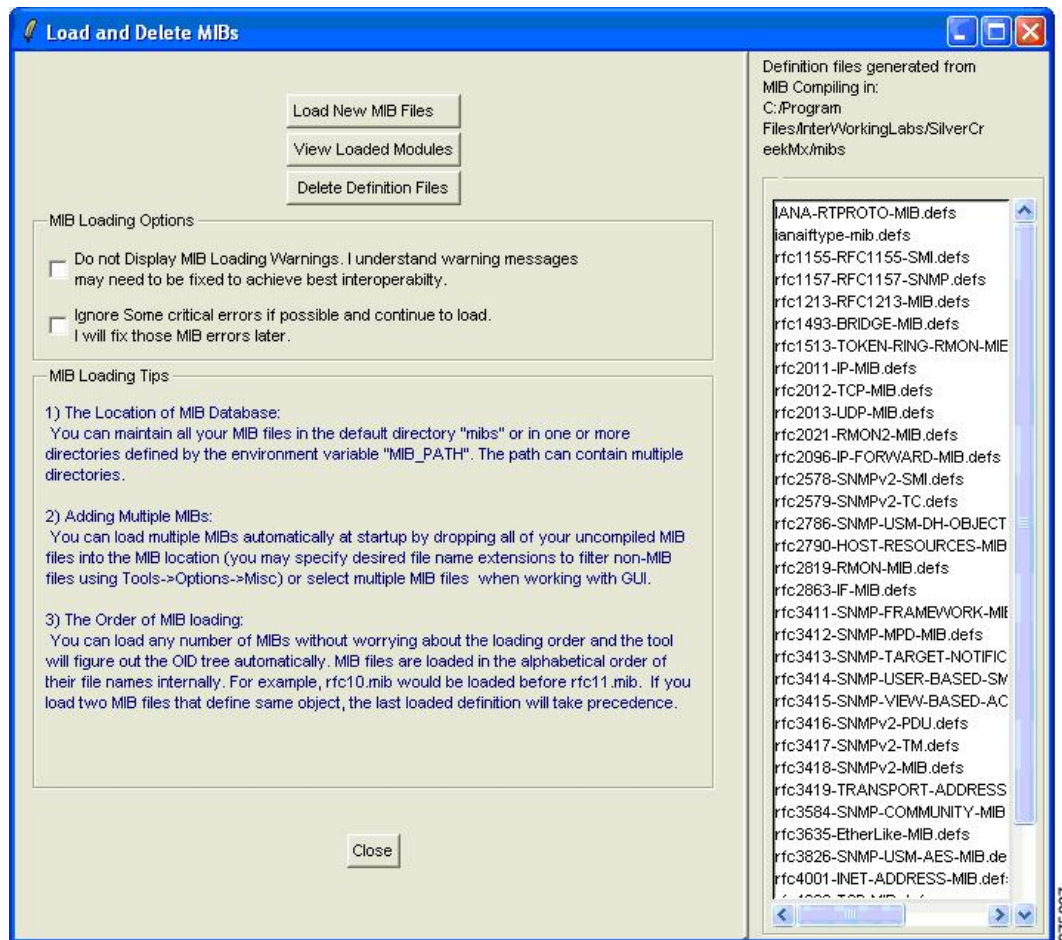 Load and Delete MIBs
Load New MIB Files
View Loaded Modules
Delete Definition Files
MIB Loading Options
Do not Display MIB Loading Warnings. I understand warning messages
may need to be fixed to achieve best interoperabilty.
Ignore Some critical errors if possible and continue to load.
I will fix those MIB errors later.
MIB Loading Tips
1) The Location of MIB Database:
You can maintain all your MIB files in the default directory "mibs" or in one or more
directories defined by the environment variable "MIB_PATH". The path can contain multiple
directories.
2) Adding Multiple MIBs:
You can load multiple MIBs automatically at startup by dropping all of your uncompiled MIB
files into the MIB location (you may specify desired file name extensions to filter non-MIB
files using Tools->Options->Misc) or select multiple MIB files when working with GUI.
3) The Order of MIB loading:
You can load any number of MIBs without worrying about the loading order and the tool
will figure out the OID tree automatically. MIB files are loaded in the alphabetical order of
their file names internally. For example, rfc10.mib would be loaded before rfc11.mib. If you
load two MIB files that define same object, the last loaded definition will take precedence.
Close
Definition files generated from
MIB Compiling in:
C:/Program
Files/InterWorkingLabs/SilverCr
eekMx/mibs
IANA-RTPROTO-MIB.defs
ianaiftype-mib.defs
rfc1155-RFC1155-SMI.defs
rfc1157-RFC1157-SNMP.defs
rfc1213-RFC1213-MIB.defs
rfc1493-BRIDGE-MIB.defs
rfc1513-TOKEN-RING-RMON-MIE
rfc2011-IP-MIB.defs
rfc2012-TCP-MIB.defs
rfc2013-UDP-MIB.defs
rfc2021-RMON2-MIB.defs
rfc2096-IP-FORWARD-MIB.defs
rfc2578-SNMPv2-SMI.defs
rfc2579-SNMPv2-TC.defs
rfc2786-SNMP-USM-DH-OBJECT
rfc2790-HOST-RESOURCES-MIB
rfc2819-RMON-MIB.defs
rfc2863-IF-MIB.defs
rfc3411-SNMP-FRAMEWORK-MIE
rfc3412-SNMP-MPD-MIB.defs
rfc3413-SNMP-TARGET-NOTIFIC
rfc3414-SNMP-USER-BASED-SM
rfc3415-SNMP-VIEW-BASED-AC
rfc3416-SNMPv2-PDU.defs
rfc3417-SNMPv2-TM.defs
rfc3418-SNMPv2-MIB.defs
rfc3419-TRANSPORT-ADDRESS
rfc3584-SNMP-COMMUNITY-MIB
rfc3635-EtherLike-MIB.defs
rfc3826-SNMP-USM-AES-MIB.de
rfc4001-INET-ADDRESS-MIB.def